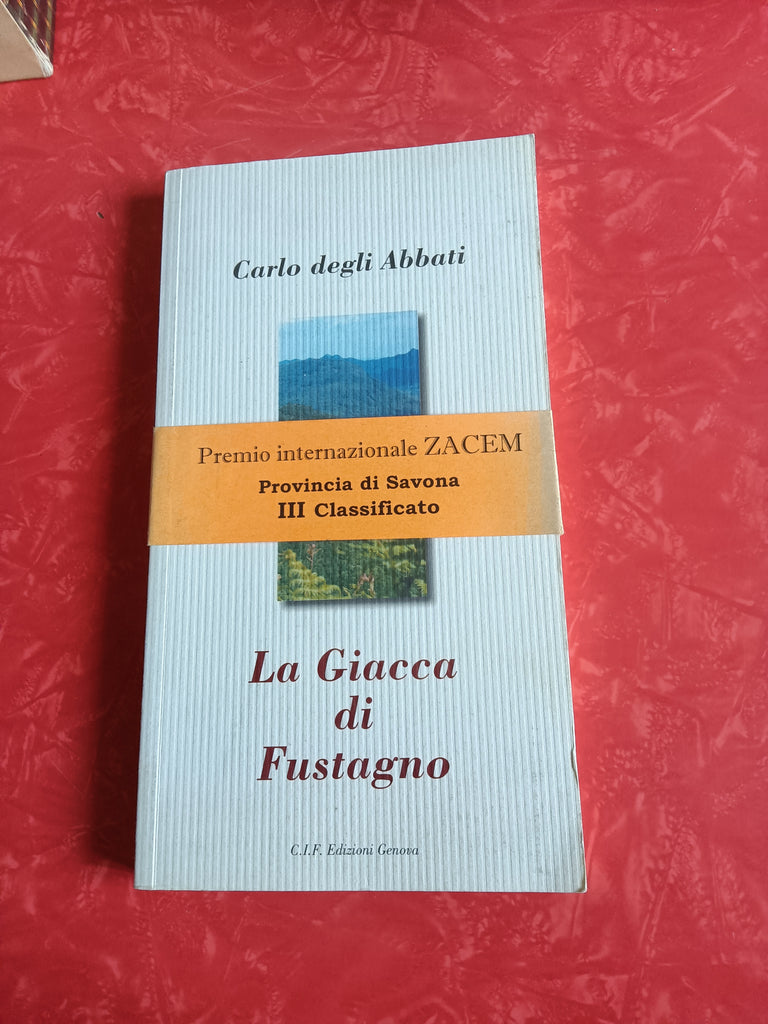 Carlo degli Abbati
Premio internazionale ZACEM
Provincia di Savona
III Classificato
La Giacca
di
Fustagno
C.I.F. Edizioni Genova